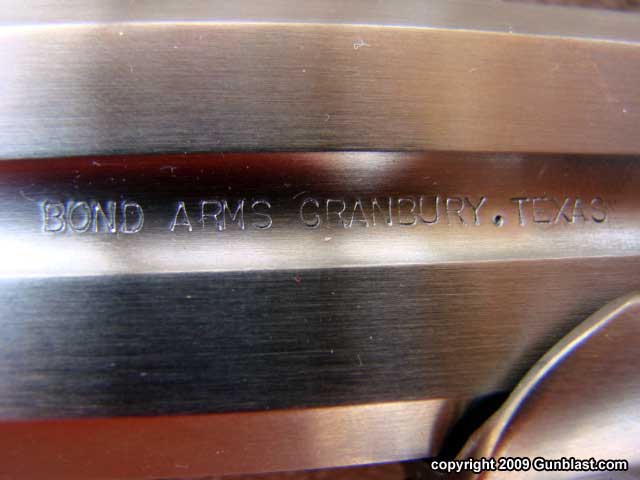 BOND ARMS GRANBURY, TEXAS
copyright 2009 Gunblast.com